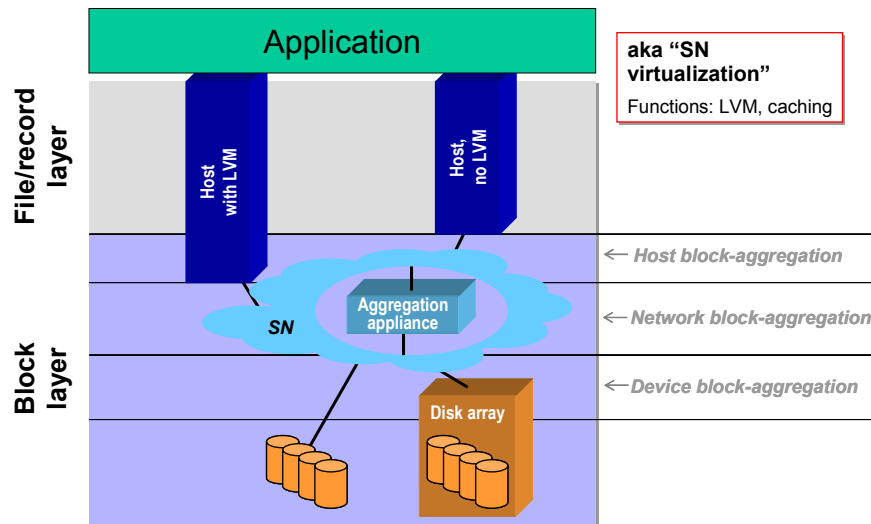 Application
aka “SN
virtualization”
Functions: LVM, caching
File/record
layer
Host
with LVM
Host,
no LVM
Host block-aggregation
Aggregation
appliance
SN
Network block-aggregation
Block
layer
Device block-aggregation
Disk array